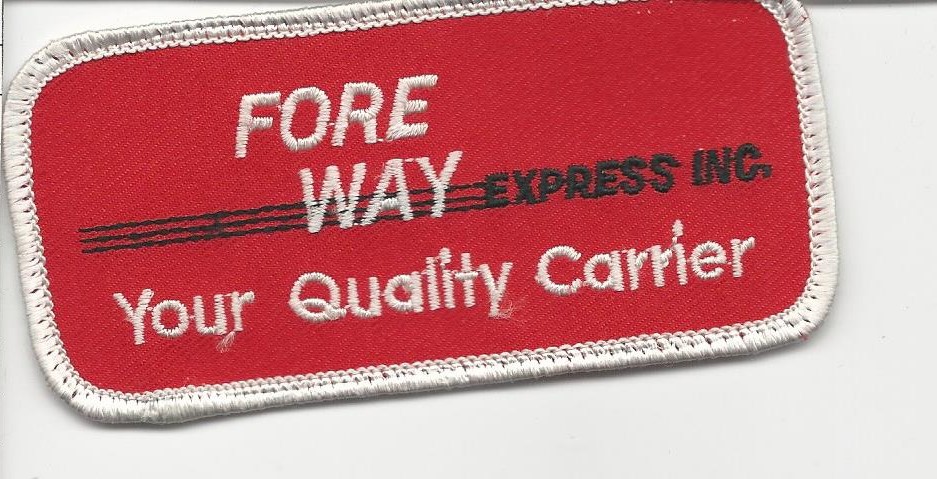 FORE
WAY EXPRESS INC.
Your Quality Carrier